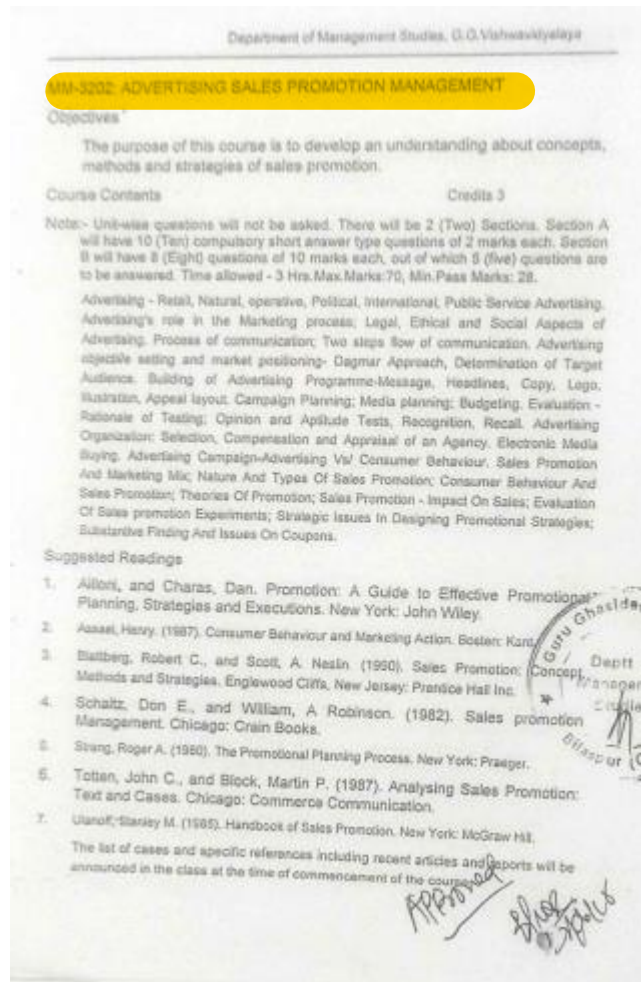 Department of Management Studies, G.G.Vishwavidyalaya
MM-3202: ADVERTISING SALES PROMOTION MANAGEMENT
Objectives
The purpose of this course is to develop an understanding about concepts,
methods and strategies of sales promotion.
Course Contents Credits 3
Note:- Unit-wise questions will not be asked. There will be 2 (Two) Sections. Section A
will have 10 (Ten) compulsory short answer type questions of 2 marks each. Section
B will have 8 (Eight) questions of 10 marks each, out of which 5 (five) questions are
to be answered. Time allowed - 3 Hrs.Max.Marks:70, Min.Pass Marks: 28.
Advertising - Retail, Natural, operative, Political, International, Public Service Advertising.
Advertising's role in the Marketing process; Legal, Ethical and Social Aspects of
Advertising. Process of communication; Two steps flow of communication. Advertising
objective setting and market positioning- Dagmar Approach, Determination of Target
Audience. Building of Advertising Programme-Message, Headlines, Copy, Logo,
Illustration, Appeal layout. Campaign Planning; Media planning; Budgeting. Evaluation -
Rationale of Testing; Opinion and Aptitude Tests, Recognition, Recall. Advertising
Organization: Selection, Compensation and Appraisal of an Agency. Electronic Media
Buying. Advertising Campaign-Advertising Vs/ Consumer Behaviour. Sales Promotion
And Marketing Mix; Nature And Types Of Sales Promotion; Consumer Behaviour And
Sales Promotion; Theories Of Promotion; Sales Promotion - Impact On Sales; Evaluation
Of Sales promotion Experiments; Strategic Issues In Designing Promotional Strategies;
Substantive Finding And Issues On Coupons.
Suggested Readings
1. Ailloni, and Charas, Dan. Promotion: A Guide to Effective Promotional
Planning, Strategies and Executions. New York: John Wiley.
2. Assael, Henry. (1987). Consumer Behaviour and Marketing Action. Boston: Kant
3. Blattberg, Robert C., and Scott, A. Neslin. (1990). Sales Promotion: Concept,
Methods and Strategies. Englewood Cliffs, New Jersey: Prentice Hall Inc.
4. Schaltz, Don E., and William, A Robinson. (1982). Sales promotion
Management. Chicago: Crain Books.
5. Strang, Roger A. (1980). The Promotional Planning Process. New York: Praeger.
6. Totten, John C., and Block, Martin P. (1987). Analysing Sales Promotion:
Text and Cases. Chicago: Commerce Communication.
7. Ulanoff, Stanley M. (1985). Handbook of Sales Promotion. New York: McGraw Hill.
The list of cases and specific references including recent articles and reports will be
announced in the class at the time of commencement of the course
Guru Ghasida
Deptt
Manager
Studie
Bilaspur (C
Approved